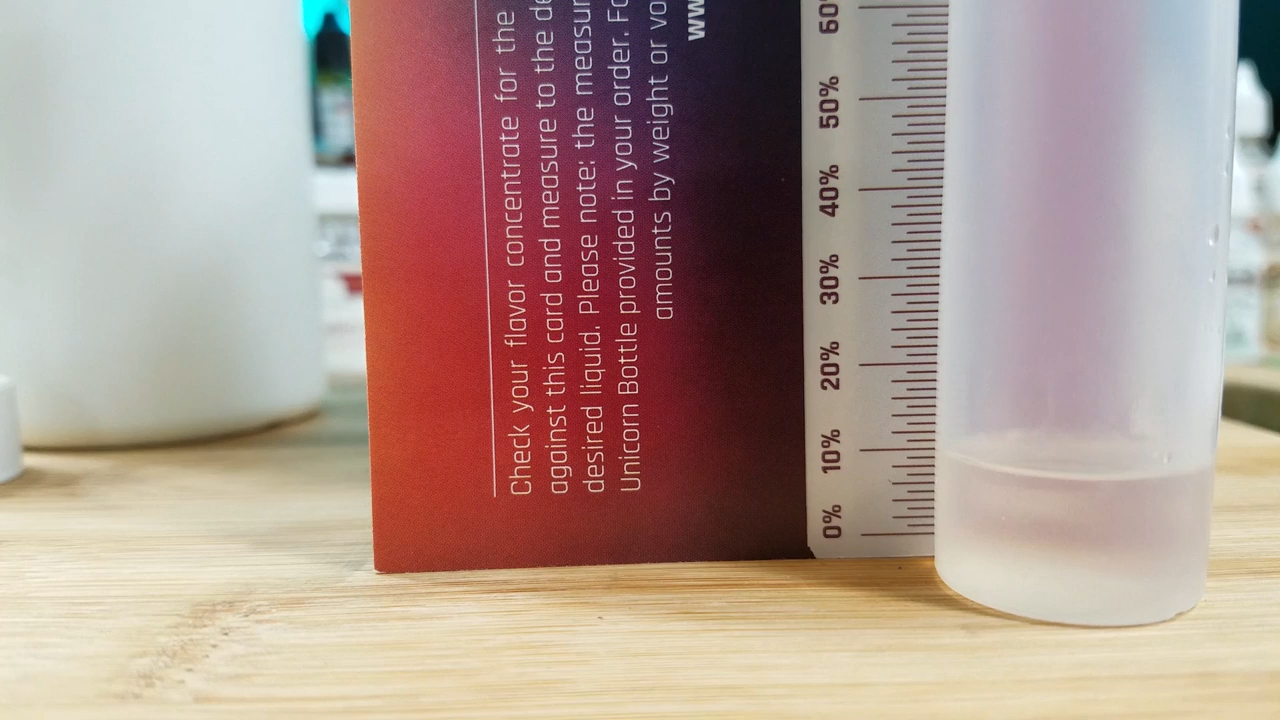 Check your flavor concentrate for the
against this card and measure to the de
desired liquid. Please note: the measur
Unicorn Bottle provided in your order. Fo
amounts by weight or vo
ww
60%
50%
40%
30%
20%
10%
0%